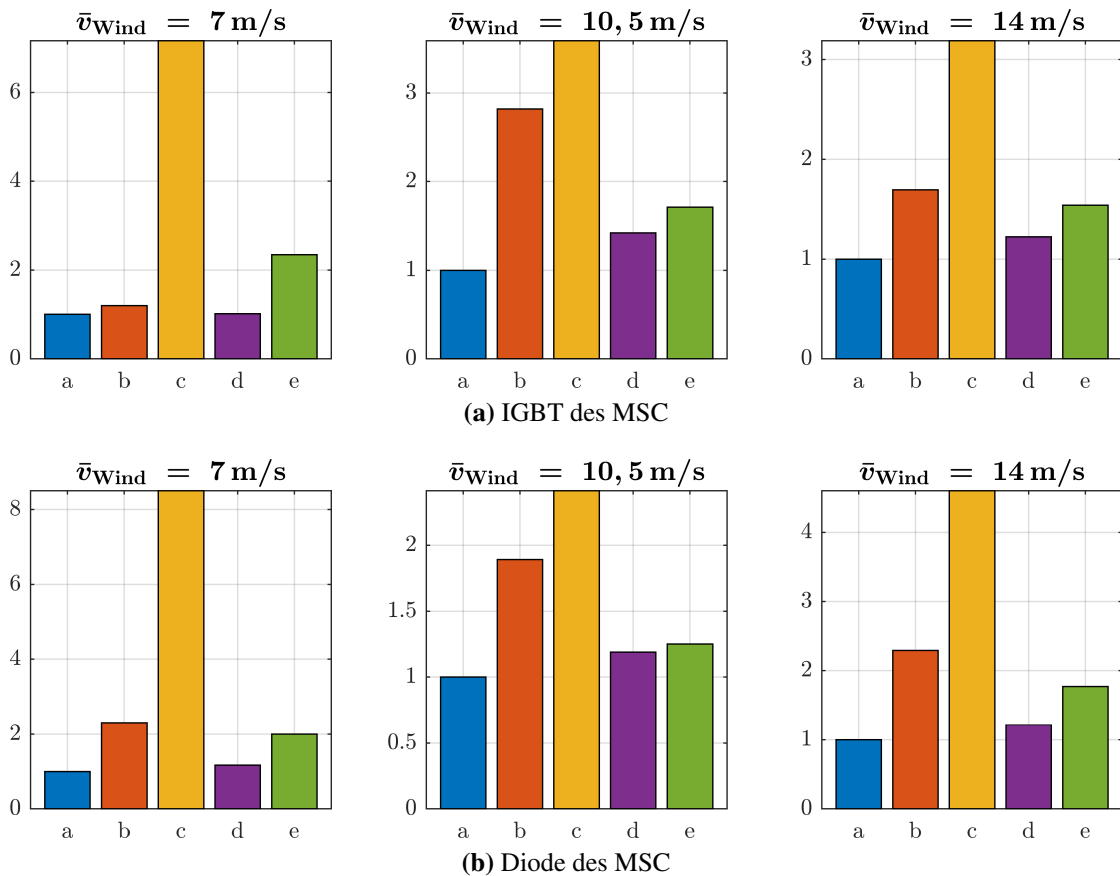 v̄Wind = 7 m/s
v̄Wind = 10, 5 m/s
v̄Wind = 14 m/s
6
4
2
0
a b c d e
3
2
1
0
a b c d e
3
2
1
0
a b c d e
(a) IGBT des MSC
v̄Wind = 7 m/s
v̄Wind = 10, 5 m/s
v̄Wind = 14 m/s
8
6
4
2
0
a b c d e
2
1.5
1
0.5
0
a b c d e
4
3
2
1
0
a b c d e
(b) Diode des MSC